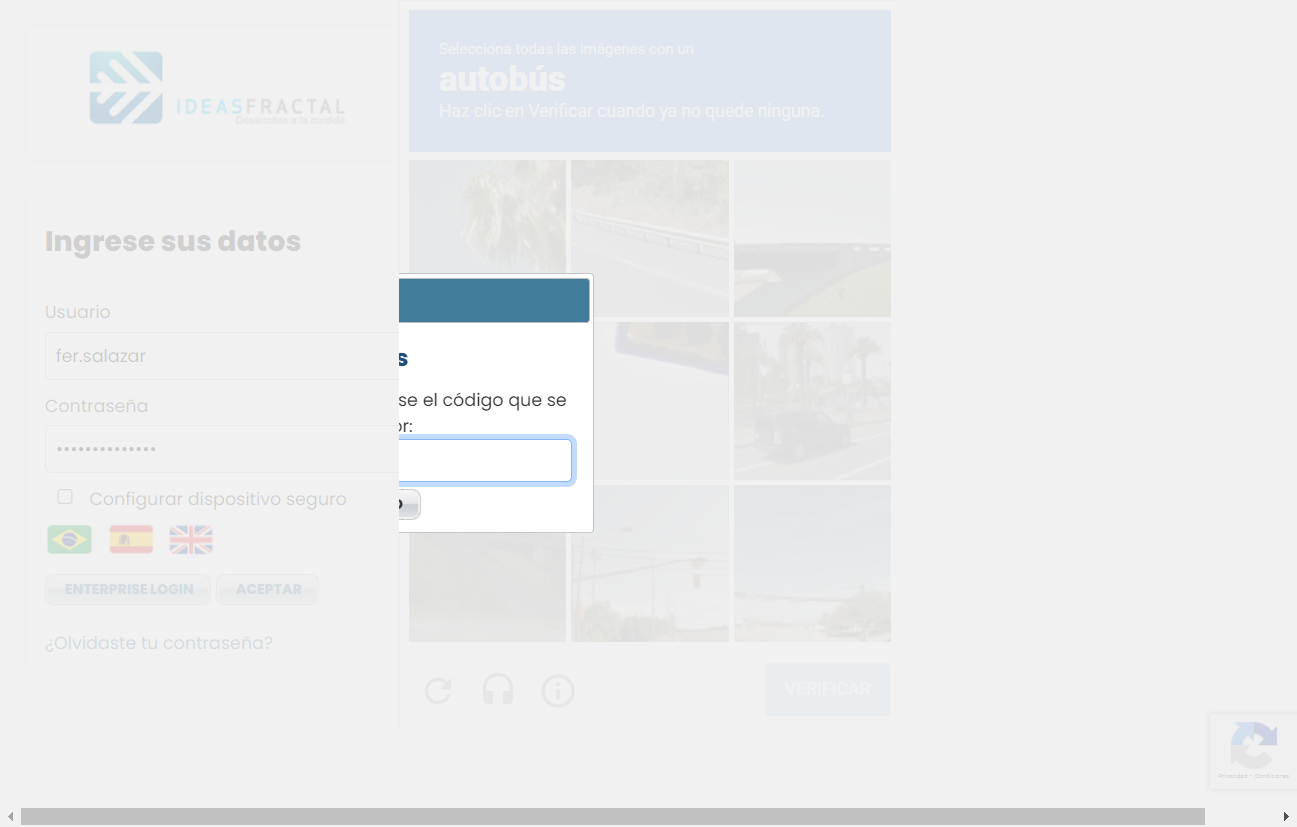 IDEASFRACTAL
Desarrollos a la medida
Ingrese sus datos
Usuario
fer.salazar
Contraseña
••••••••••••••
Configurar dispositivo seguro
ENTERPRISE LOGIN
ACEPTAR
¿Olvidaste tu contraseña?
Selecciona todas las imágenes con un
autobús
Haz clic en Verificar cuando ya no quede ninguna.
s
se el código que se
or:
VERIFICAR
Privacidad - Condiciones